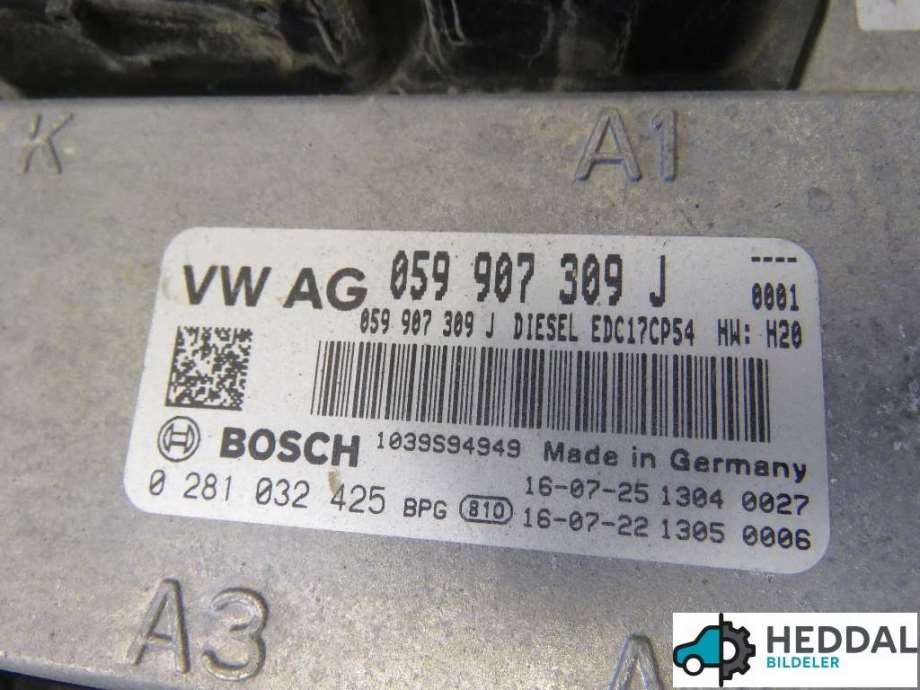 K
A1
VW AG 059 907 309 J
----
0001
059 907 309 J DIESEL EDC17CP54 HW: H20
BOSCH 1039S94949 Made in Germany
0 281 032 425 BPG 810
16-07-25 1304 0027
16-07-22 1305 0006
A3
A
HEDDAL
BILDELER